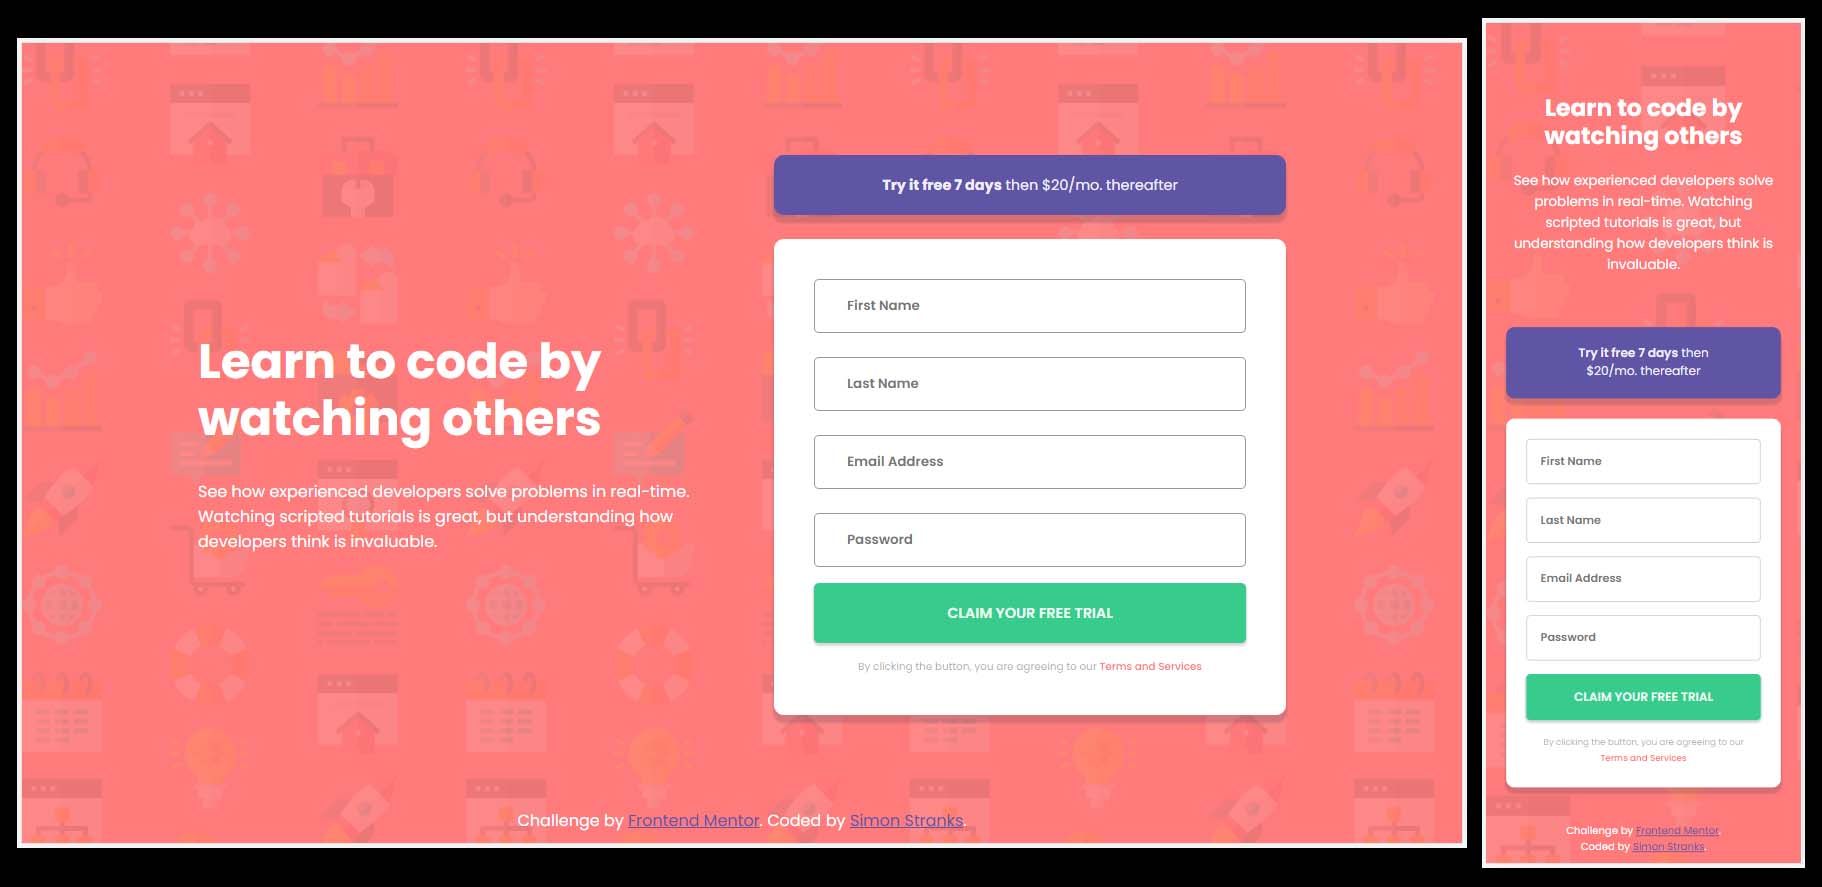 Learn to code by
watching others
See how experienced developers solve problems in real-time.
Watching scripted tutorials is great, but understanding how
developers think is invaluable.
Try it free 7 days then $20/mo. thereafter
First Name
Last Name
Email Address
Password
CLAIM YOUR FREE TRIAL
By clicking the button, you are agreeing to our Terms and Services
Challenge by Frontend Mentor. Coded by Simon Stranks.
Learn to code by
watching others
See how experienced developers solve
problems in real-time. Watching
scripted tutorials is great, but
understanding how developers think is
invaluable.
Try it free 7 days then
$20/mo. thereafter
First Name
Last Name
Email Address
Password
CLAIM YOUR FREE TRIAL
By clicking the button, you are agreeing to our
Terms and Services
Challenge by Frontend Mentor.
Coded by Simon Stranks.